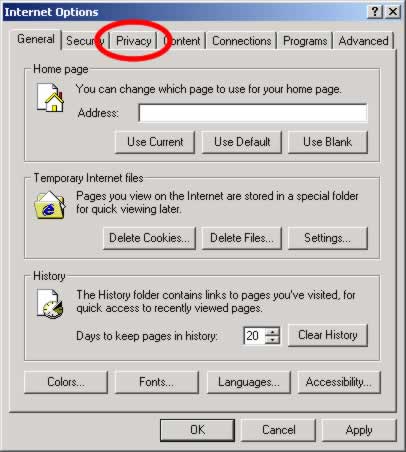 Internet Options
General Security Privacy Content Connections Programs Advanced
Home page
You can change which page to use for your home page.
Address:
Use Current Use Default Use Blank
Temporary Internet files
Pages you view on the Internet are stored in a special folder
for quick viewing later.
Delete Cookies... Delete Files... Settings...
History
The History folder contains links to pages you've visited, for
quick access to recently viewed pages.
Days to keep pages in history: 20 Clear History
Colors... Fonts... Languages... Accessibility...
OK Cancel Apply